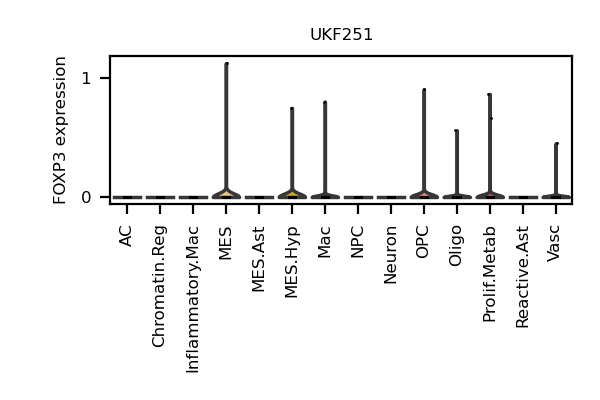 UKF251
FOXP3 expression
1
0
AC
Chromatin.Reg
Inflammatory.Mac
MES
MES.Ast
MES.Hyp
Mac
NPC
Neuron
OPC
Oligo
Prolif.Metab
Reactive.Ast
Vasc